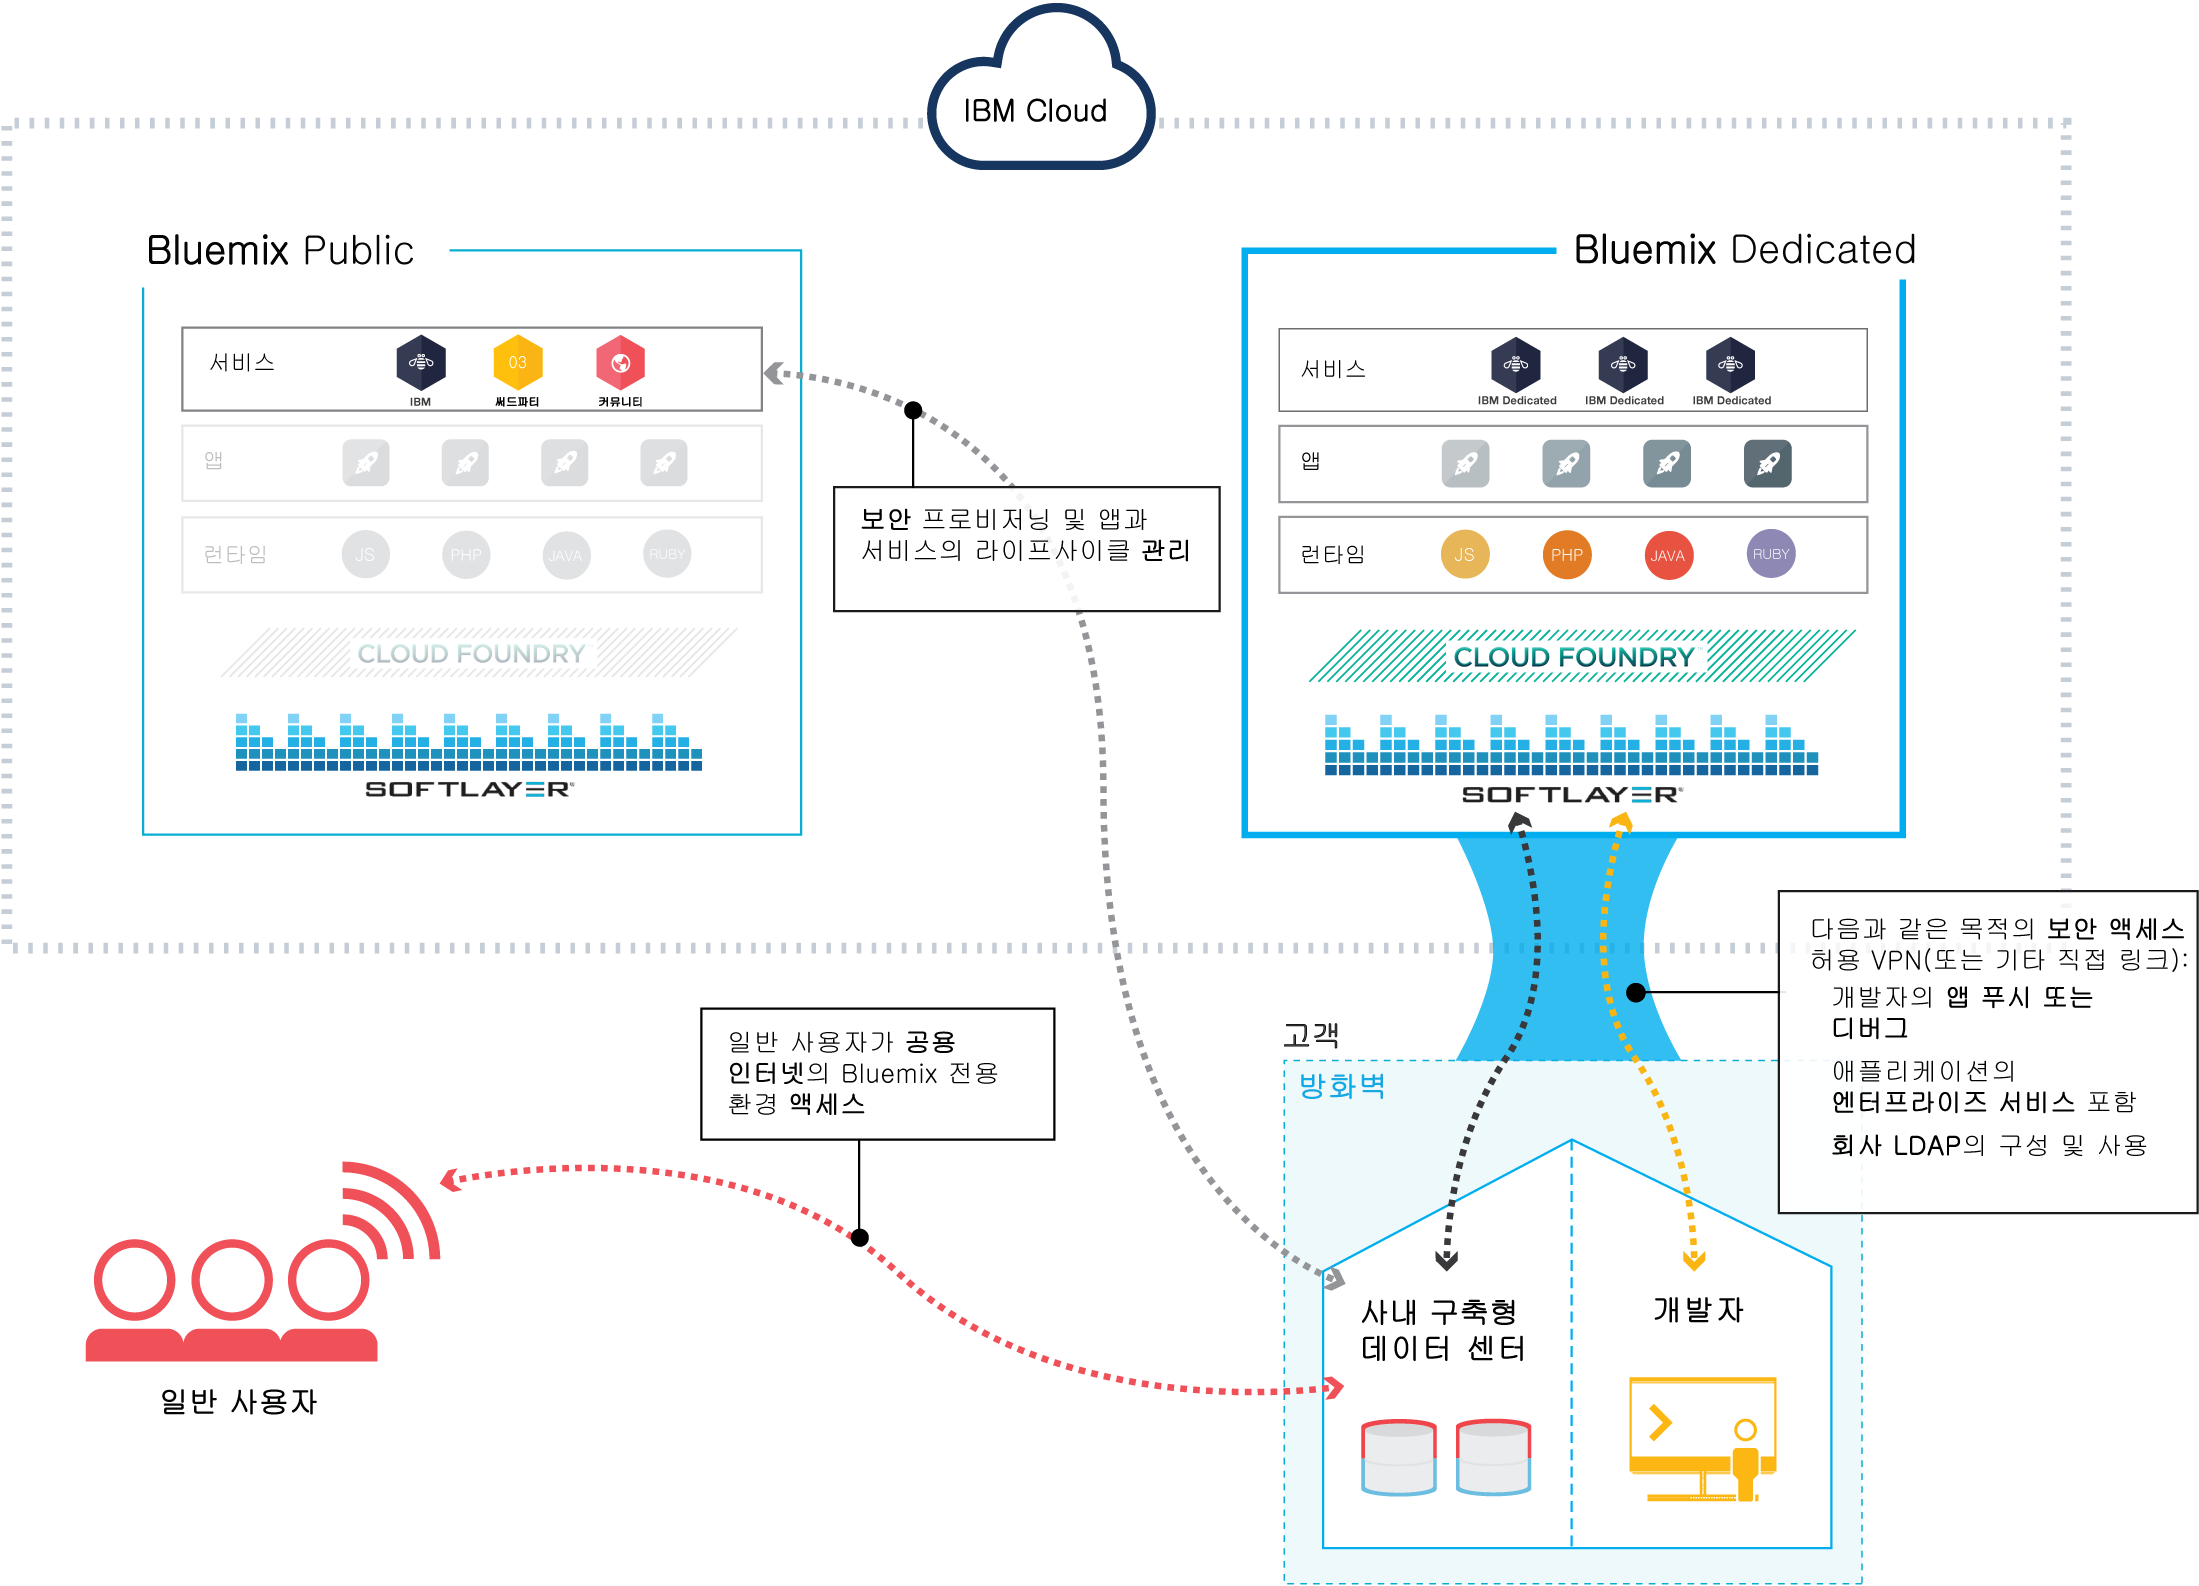 IBM Cloud
Bluemix Public
서비스
IBM
03
써드파티
커뮤니티
앱
런타임
JS
PHP
JAVA
RUBY
CLOUD FOUNDRY
SOFTLAYER®
보안 프로비저닝 및 앱과
서비스의 라이프사이클 관리
Bluemix Dedicated
서비스
IBM Dedicated
IBM Dedicated
IBM Dedicated
앱
런타임
JS
PHP
JAVA
RUBY
CLOUD FOUNDRY™
SOFTLAYER®
다음과 같은 목적의 보안 액세스
허용 VPN(또는 기타 직접 링크):
개발자의 앱 푸시 또는
디버그
애플리케이션의
엔터프라이즈 서비스 포함
회사 LDAP의 구성 및 사용
일반 사용자가 공용
인터넷의 Bluemix 전용
환경 액세스
고객
방화벽
일반 사용자
사내 구축형
데이터 센터
개발자